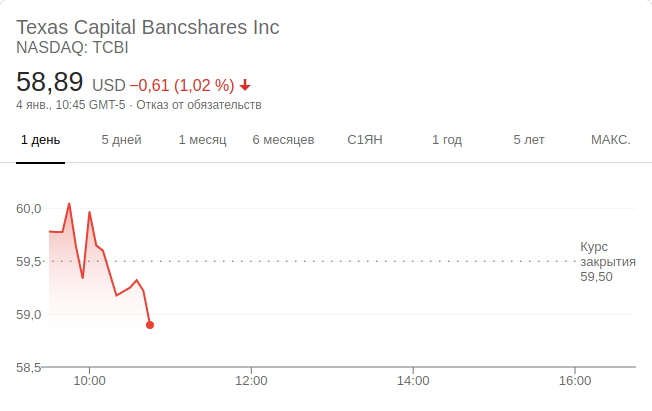 Texas Capital Bancshares Inc
NASDAQ: TCBI
58,89 USD −0,61 (1,02 %)
4 янв., 10:45 GMT-5 · Отказ от обязательств
1 день 5 дней 1 месяц 6 месяцев С1ЯН 1 год 5 лет МАКС.
60,0
Курс
59,5 закрытия
59,50
59,0
58,5
10:00 12:00 14:00 16:00